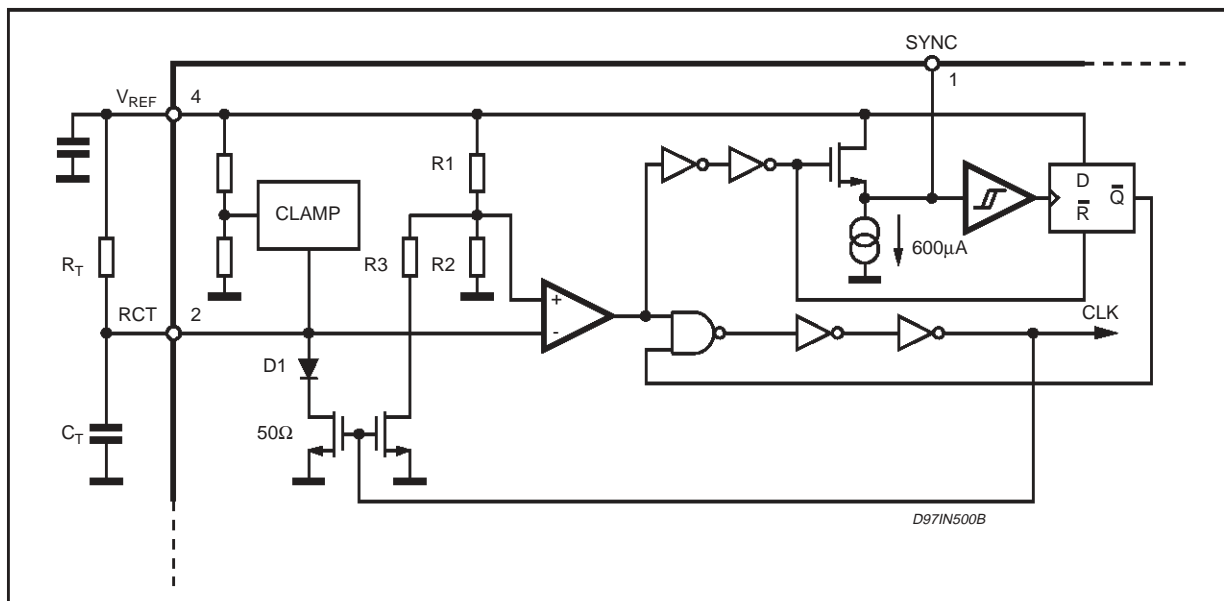 SYNC
1
V_REF 4
R1
CLAMP
D
R̅
Q̅
R_T
R3 R2
600µA
+
-
RCT 2
CLK
D1
C_T
50Ω
D97IN500B